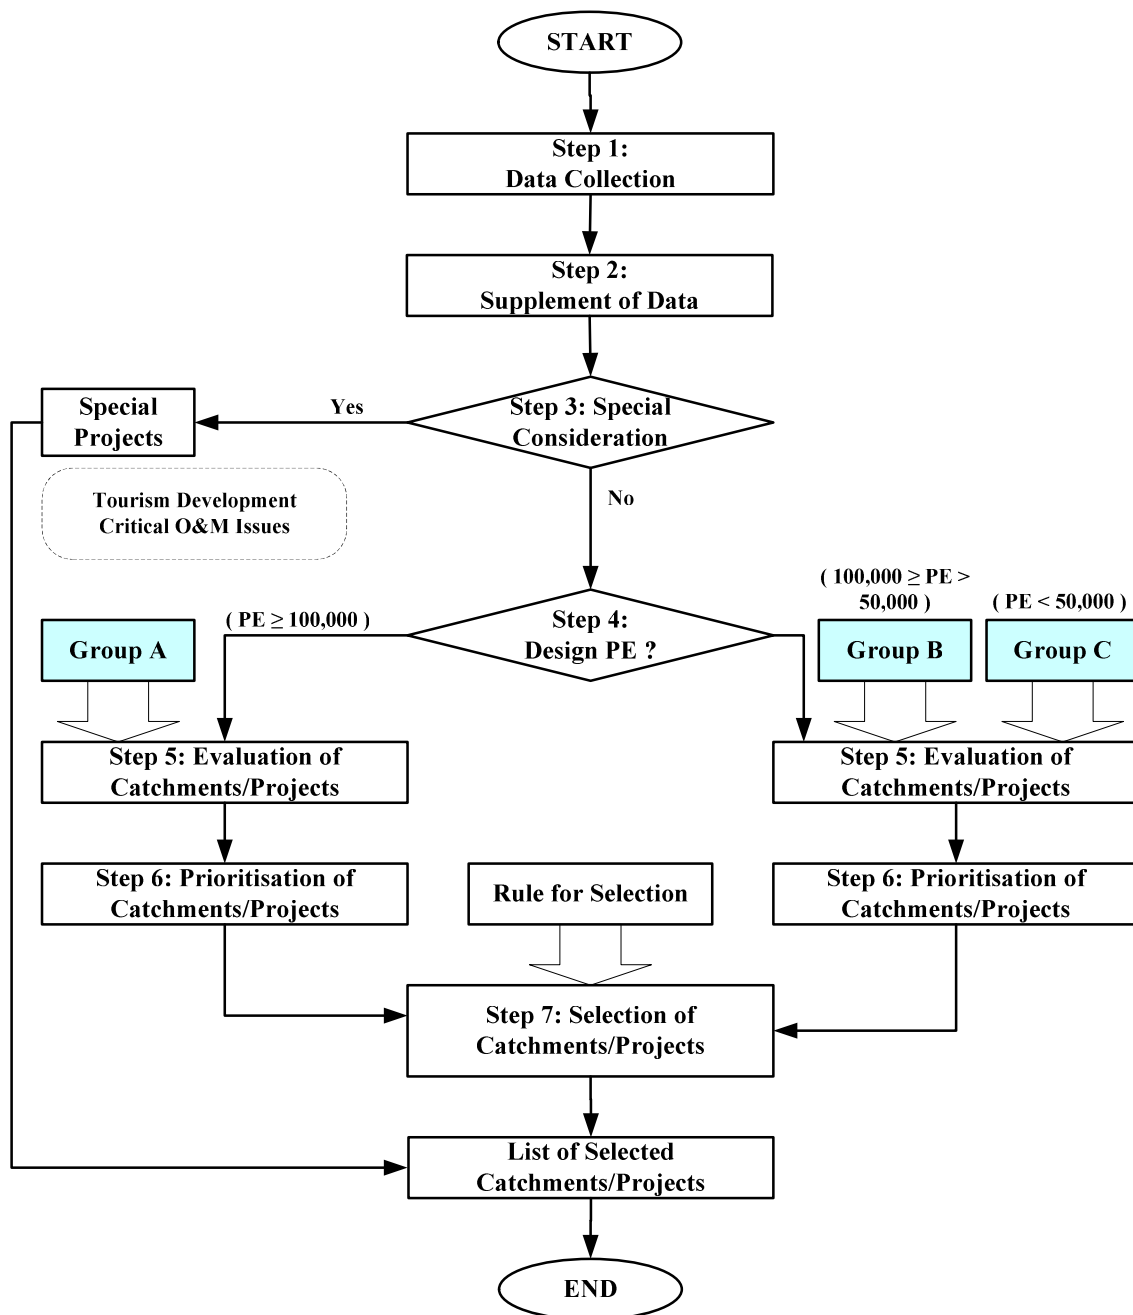 START
Step 1:
Data Collection
Step 2:
Supplement of Data
Step 3: Special
Consideration
Yes
Special
Projects
No
Tourism Development
Critical O&M Issues
( PE ≥ 100,000 )
Step 4:
Design PE ?
( 100,000 ≥ PE >
50,000 )
( PE < 50,000 )
Group A
Group B
Group C
Step 5: Evaluation of
Catchments/Projects
Step 5: Evaluation of
Catchments/Projects
Step 6: Prioritisation of
Catchments/Projects
Rule for Selection
Step 6: Prioritisation of
Catchments/Projects
Step 7: Selection of
Catchments/Projects
List of Selected
Catchments/Projects
END